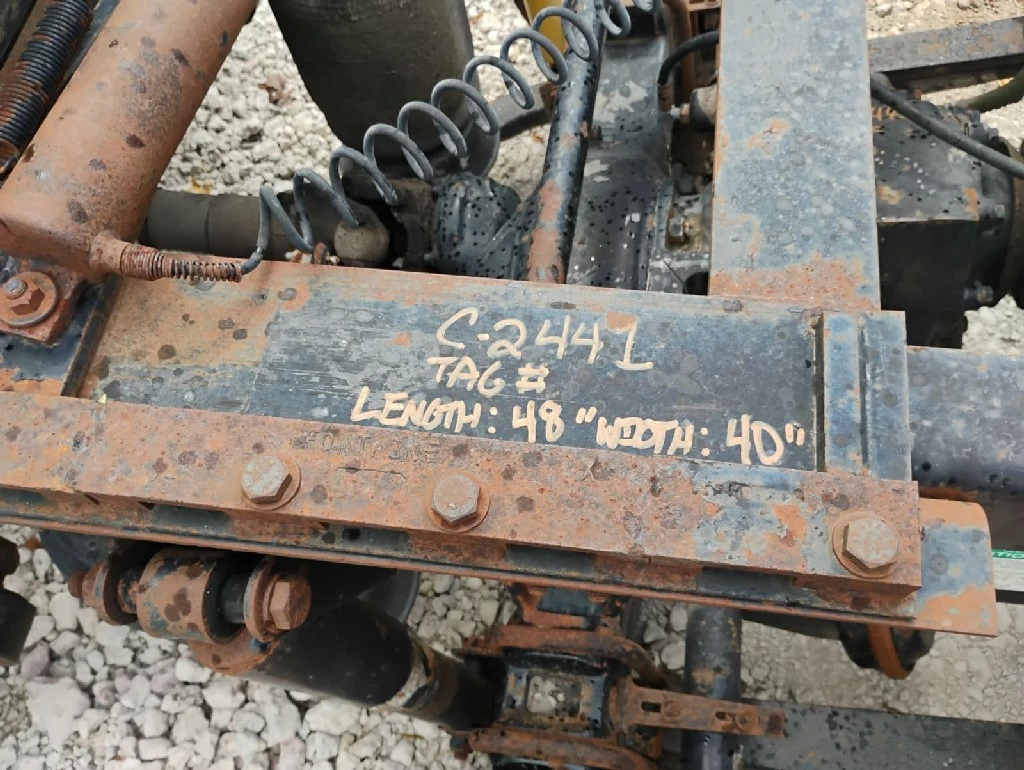 C-2441
TAG #
LENGTH: 48" WIDTH: 40"